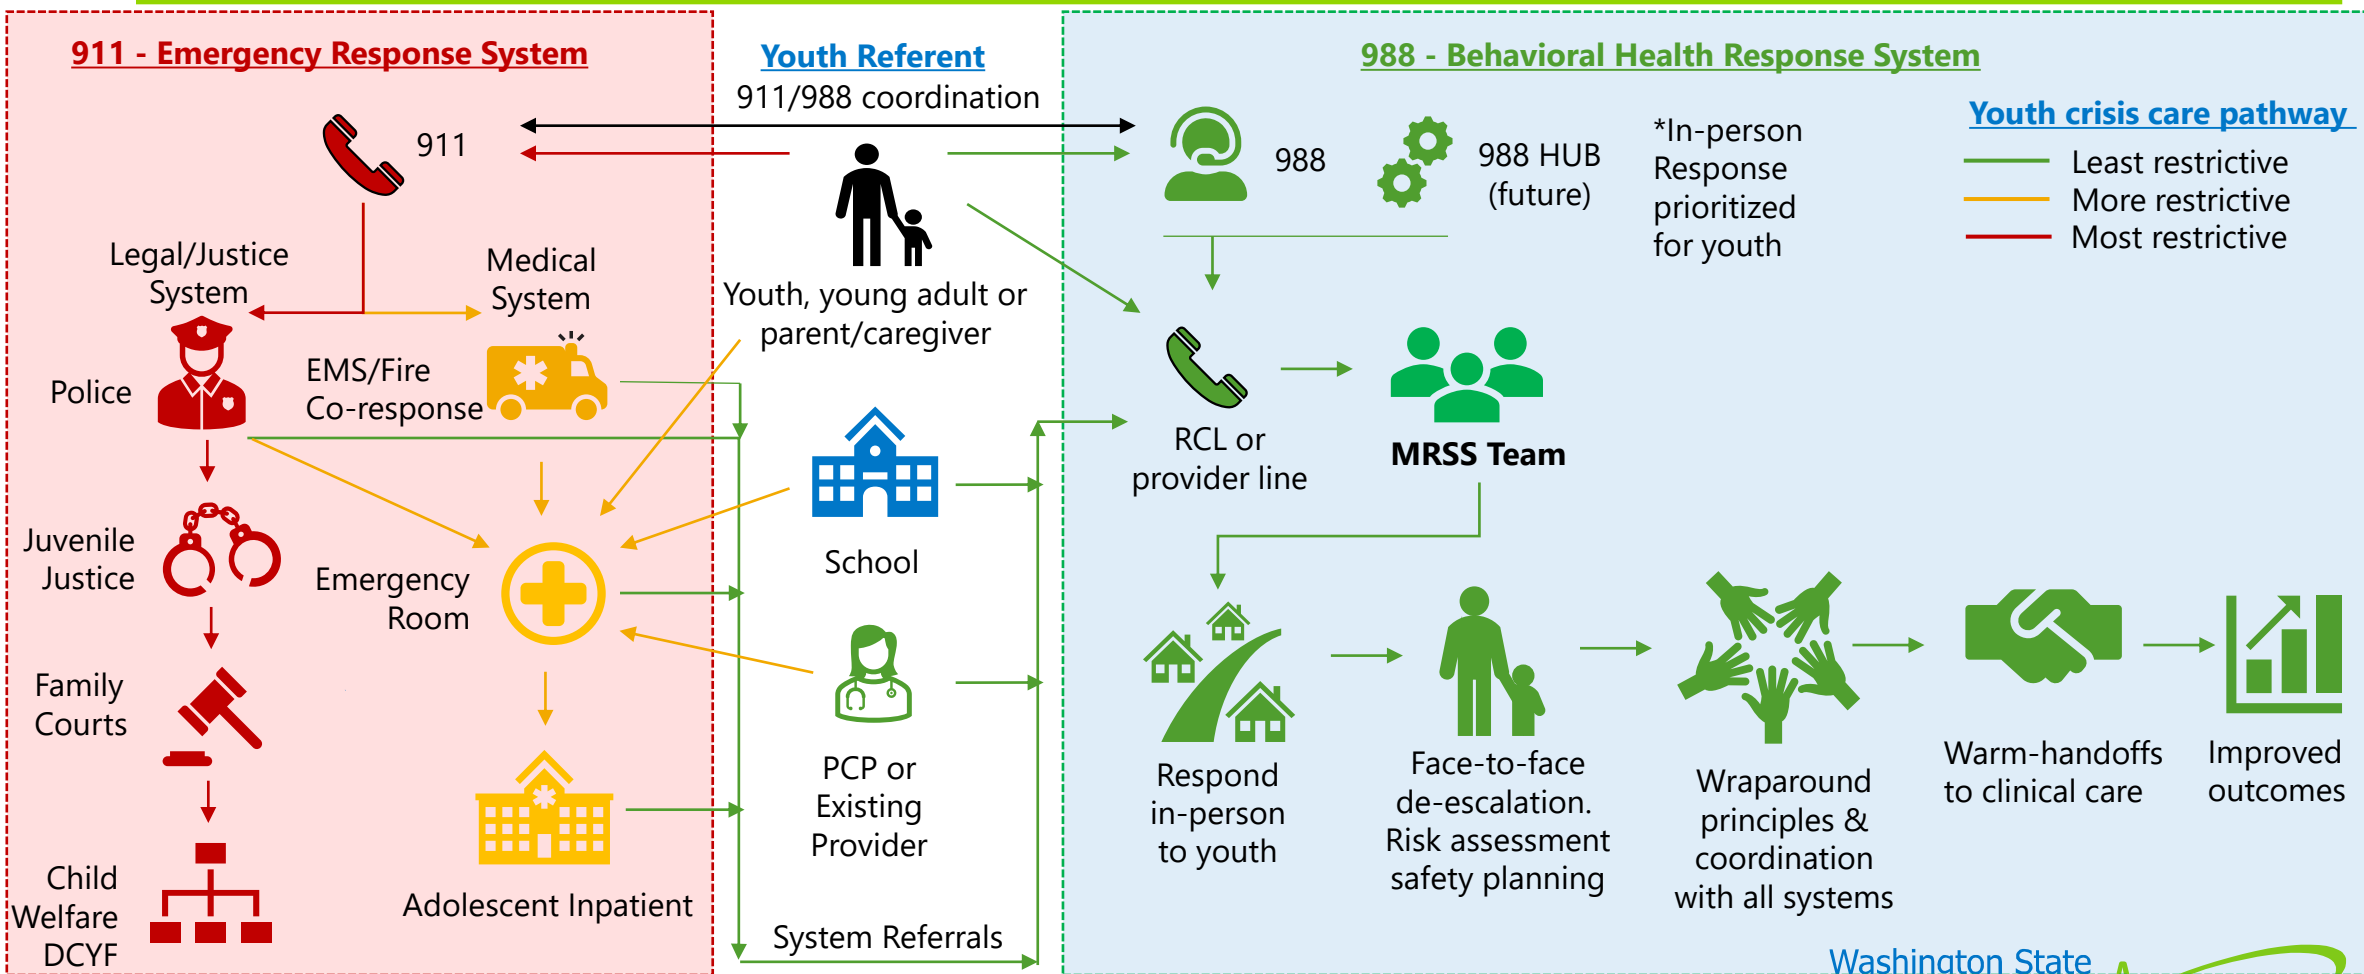 911 - Emergency Response System
911
Legal/Justice
System
Medical
System
Police
EMS/Fire
Co-response
Juvenile
Justice
Emergency
Room
Family
Courts
Child
Welfare
DCYF
Adolescent Inpatient
Youth Referent
911/988 coordination
Youth, young adult or
parent/caregiver
School
PCP or
Existing
Provider
System Referrals
988 - Behavioral Health Response System
988
988 HUB
(future)
*In-person
Response
prioritized
for youth
Youth crisis care pathway
Least restrictive
More restrictive
Most restrictive
RCL or
provider line
MRSS Team
Respond
in-person
to youth
Face-to-face
de-escalation.
Risk assessment
safety planning
Wraparound
principles &
coordination
with all systems
Warm-handoffs
to clinical care
Improved
outcomes
Washington State